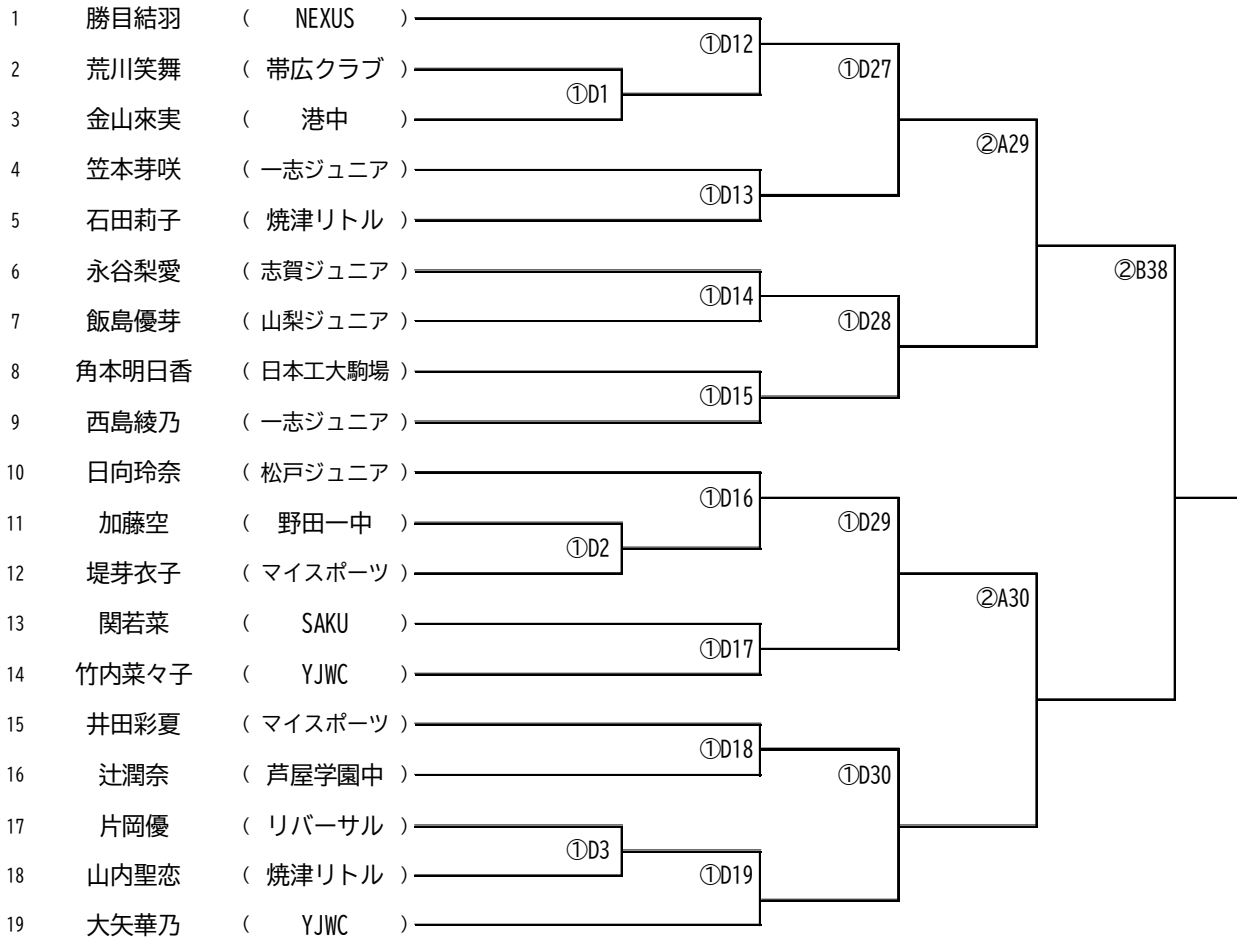 1 勝目結羽 ( NEXUS )
①D12
2 荒川笑舞 ( 帯広クラブ )
①D27
①D1
3 金山來実 ( 港中 )
②A29
4 笠本芽咲 ( 一志ジュニア )
①D13
5 石田莉子 ( 焼津リトル )
6 永谷梨愛 ( 志賀ジュニア )
②B38
①D14
7 飯島優芽 ( 山梨ジュニア )
①D28
8 角本明日香 ( 日本工大駒場 )
①D15
9 西島綾乃 ( 一志ジュニア )
10 日向玲奈 ( 松戸ジュニア )
①D16
11 加藤空 ( 野田一中 )
①D29
①D2
12 堤芽衣子 ( マイスポーツ )
②A30
13 関若菜 ( SAKU )
①D17
14 竹内菜々子 ( YJWC )
15 井田彩夏 ( マイスポーツ )
①D18
16 辻潤奈 ( 芦屋学園中 )
①D30
17 片岡優 ( リバーサル )
①D3
18 山内聖恋 ( 焼津リトル )
①D19
19 大矢華乃 ( YJWC )